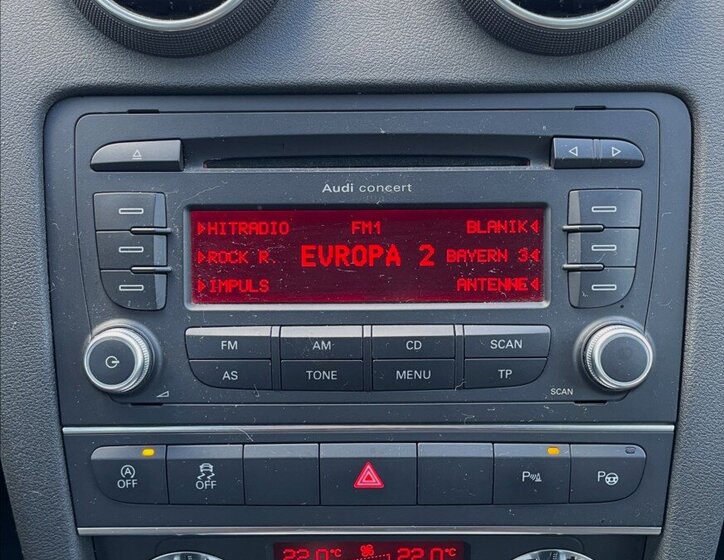 Audi concert
HITRADIO FM1 BLANIK
ROCK R. EVROPA 2 BAYERN 3
IMPULS ANTENNE
FM AM CD SCAN
AS TONE MENU TP
SCAN
A OFF OFF P P
22.0°C 22.0°C